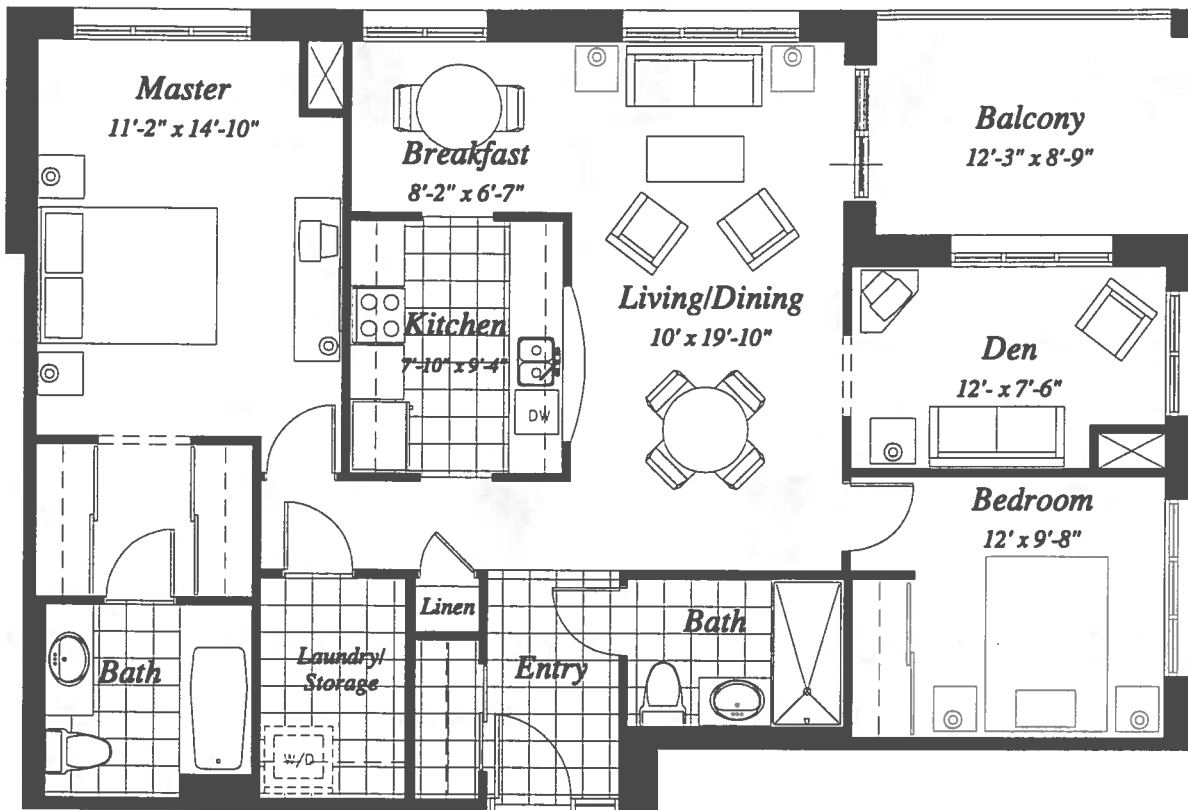 Master
11'-2" x 14'-10"
Breakfast
8'-2" x 6'-7"
Balcony
12'-3" x 8'-9"
Living/Dining
10' x 19'-10"
Kitchen
7'-10" x 9'-4"
DW
Den
12'- x 7'-6"
Bedroom
12' x 9'-8"
Linen
Bath
Laundry/
Storage
W/D
Entry
Bath